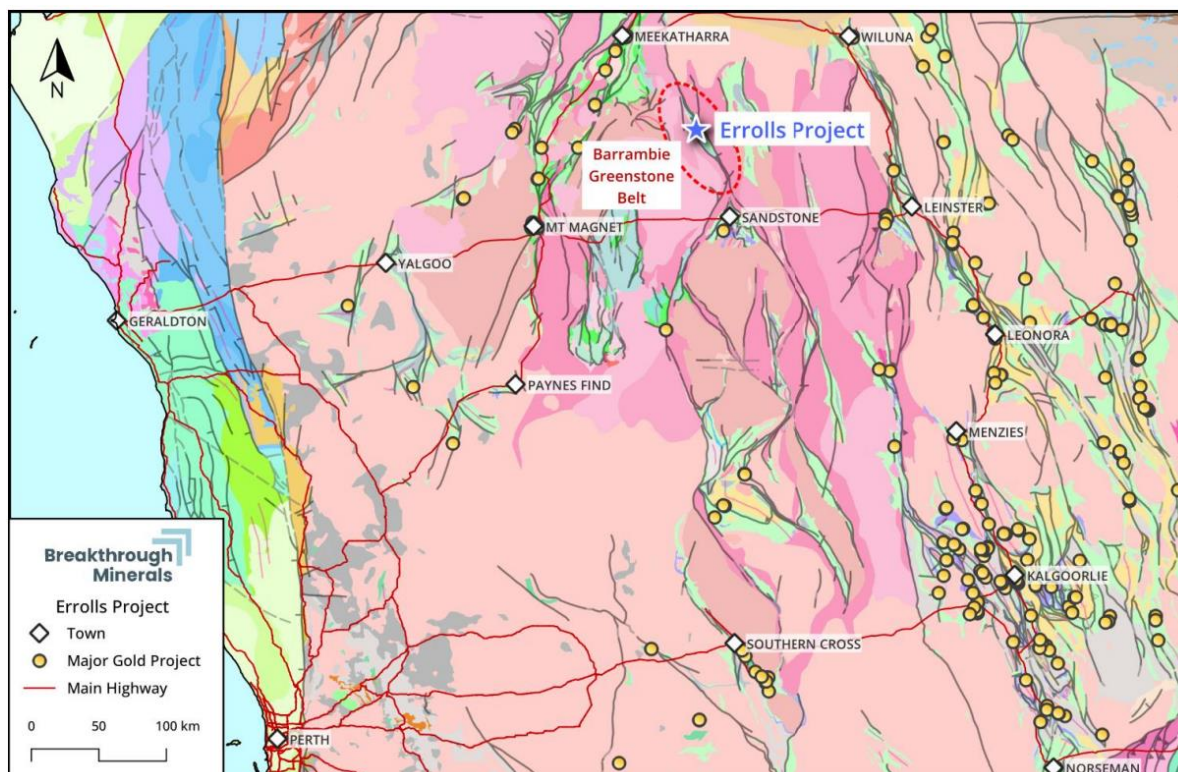 MEEKATHARRA
WILUNA
N
Errolls Project
Barrambie
Greenstone
Belt
LEINSTER
SANDSTONE
MT MAGNET
YALGOO
GERALDTON
LEONORA
PAYNES FIND
MENZIES
KALGOORLIE
SOUTHERN CROSS
PERTH
NORSEMAN
Breakthrough
Minerals
Errolls Project
Town
Major Gold Project
Main Highway
0 50 100 km